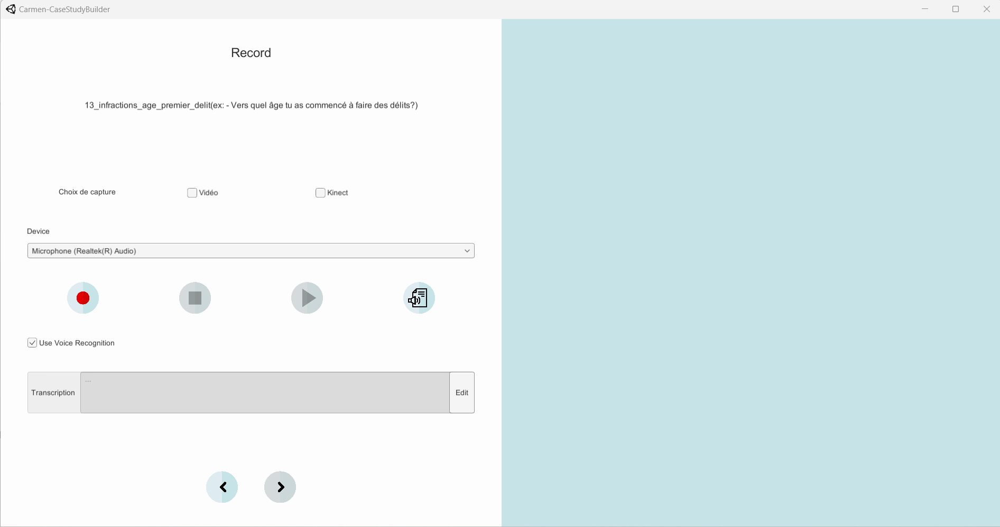 Carmen-CaseStudyBuilder
Record
13_infractions_age_premier_delit(ex: - Vers quel âge tu as commencé à faire des délits?)
Choix de capture
Vidéo
Kinect
Device
Microphone (Realtek(R) Audio)
Use Voice Recognition
Transcription
...
Edit